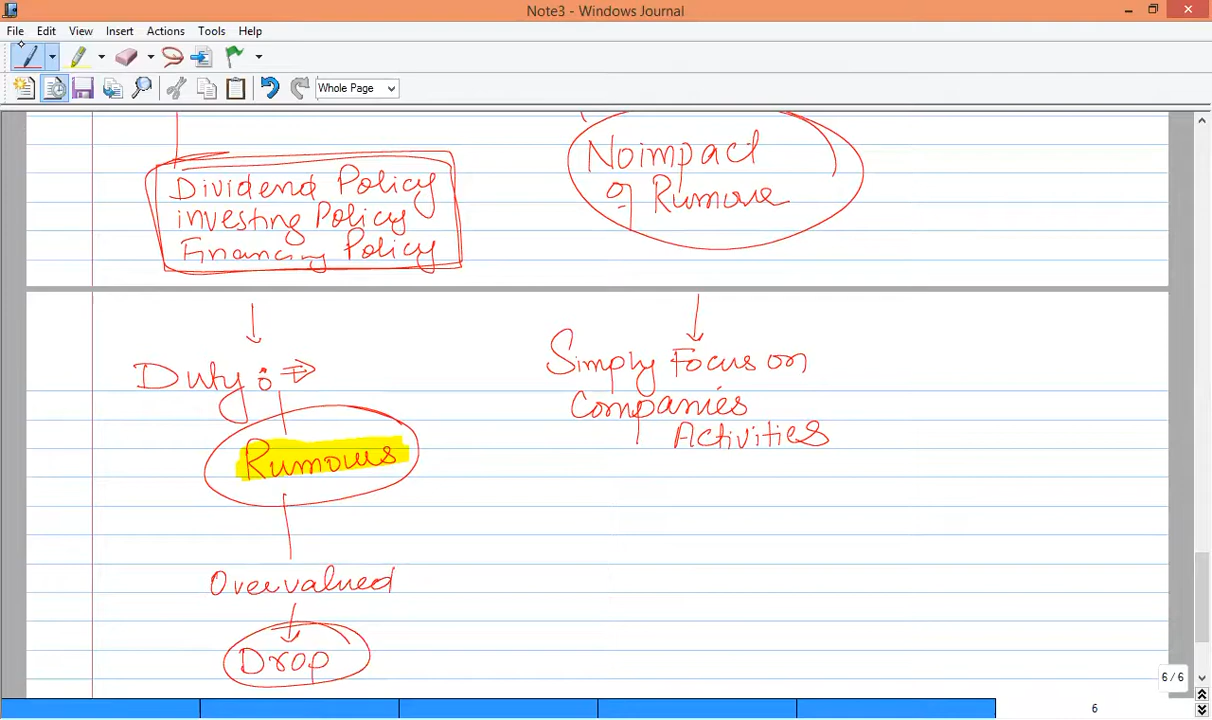 Note3 - Windows Journal
File Edit View Insert Actions Tools Help
Whole Page
Dividend Policy
investing Policy
Financing Policy
Noimpact
of Rumour
Duty :
Rumours
Overvalued
Drop
Simply Focus on
Companies
Activities
6 / 6
6